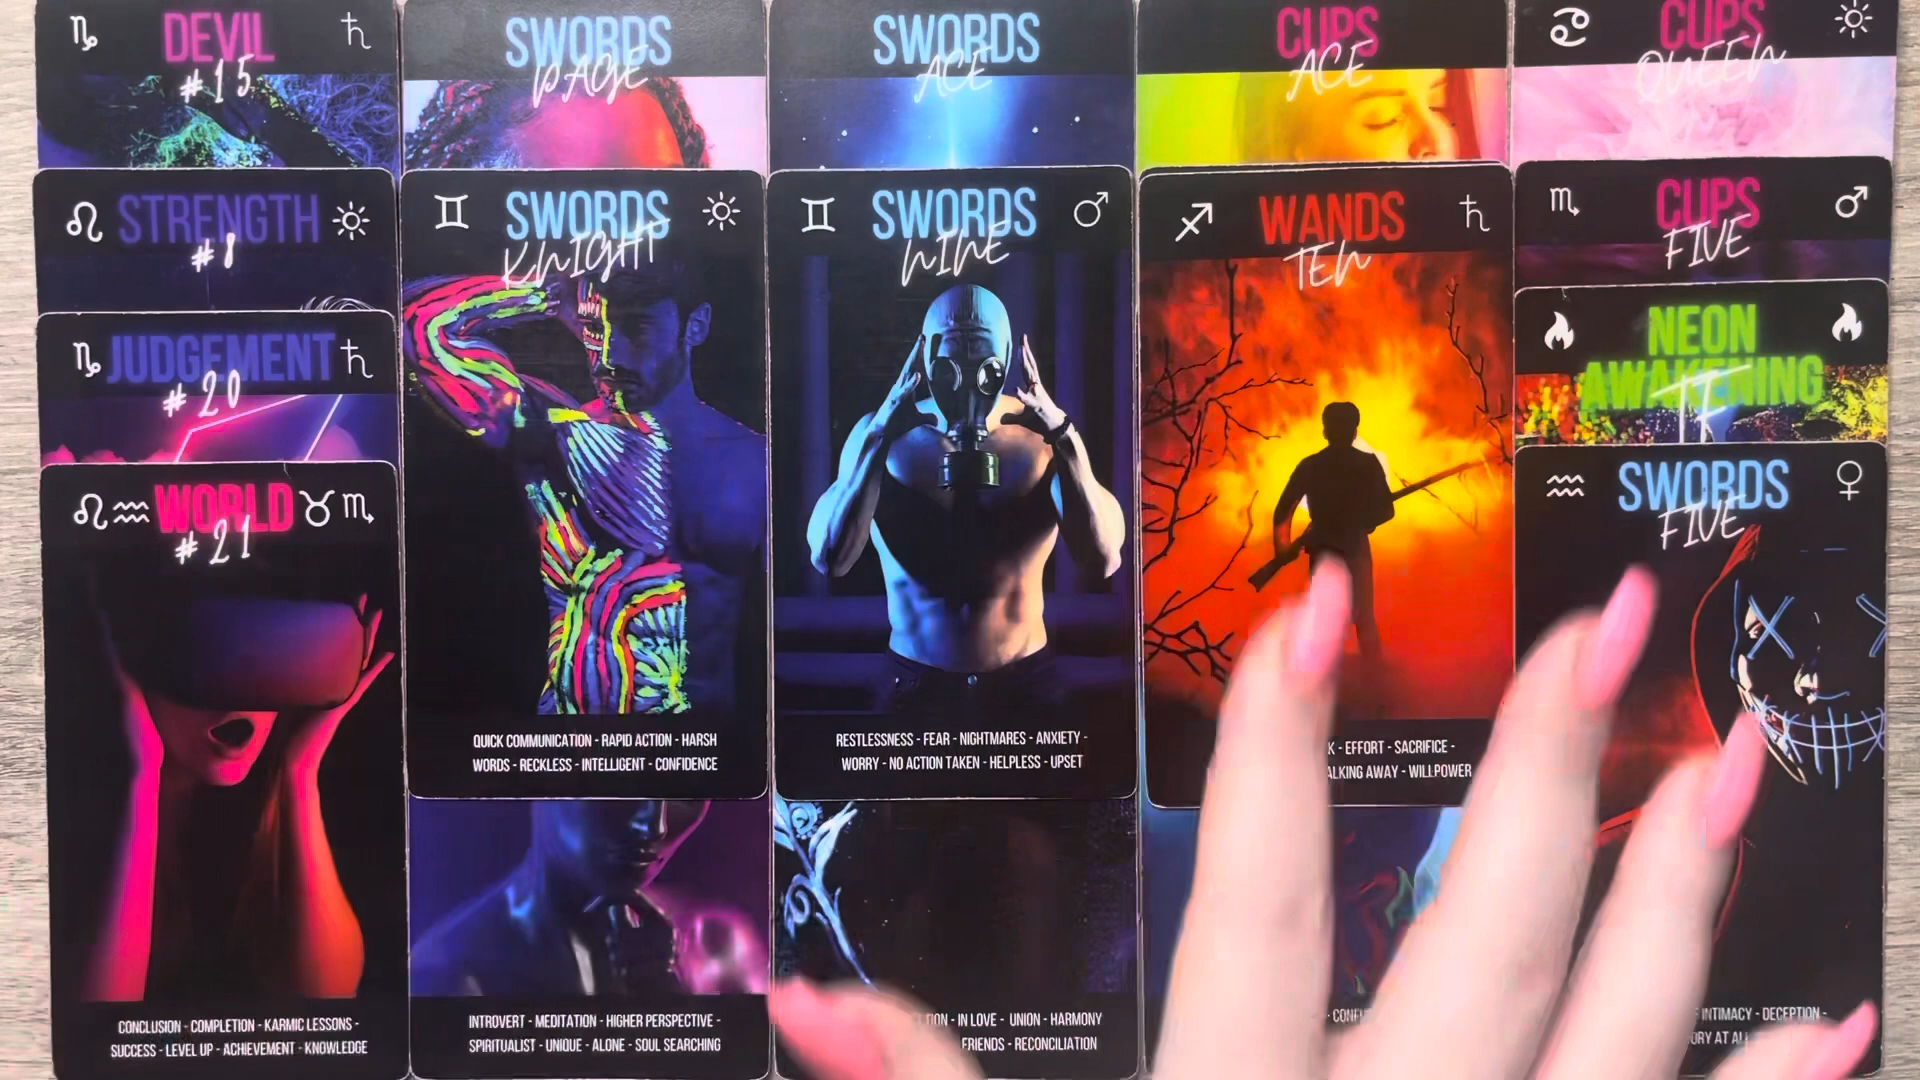 DEVIL
#15
SWORDS
PAGE
SWORDS
ACE
CUPS
ACE
CUPS
QUEEN
STRENGTH
#8
SWORDS
KNIGHT
SWORDS
NINE
WANDS
TEN
CUPS
FIVE
JUDGEMENT
#20
NEON
AWAKENING
TF
WORLD
#21
SWORDS
FIVE
QUICK COMMUNICATION - RAPID ACTION - HARSH
WORDS - RECKLESS - INTELLIGENT - CONFIDENCE
RESTLESSNESS - FEAR - NIGHTMARES - ANXIETY -
WORRY - NO ACTION TAKEN - HELPLESS - UPSET
- EFFORT - SACRIFICE -
- WILLPOWER
CONCLUSION - COMPLETION - KARMIC LESSONS -
SUCCESS - LEVEL UP - ACHIEVEMENT - KNOWLEDGE
INTROVERT - MEDITATION - HIGHER PERSPECTIVE -
SPIRITUALIST - UNIQUE - ALONE - SOUL SEARCHING
- IN LOVE - UNION - HARMONY
FRIENDS - RECONCILIATION
INTIMACY - DECEPTION -